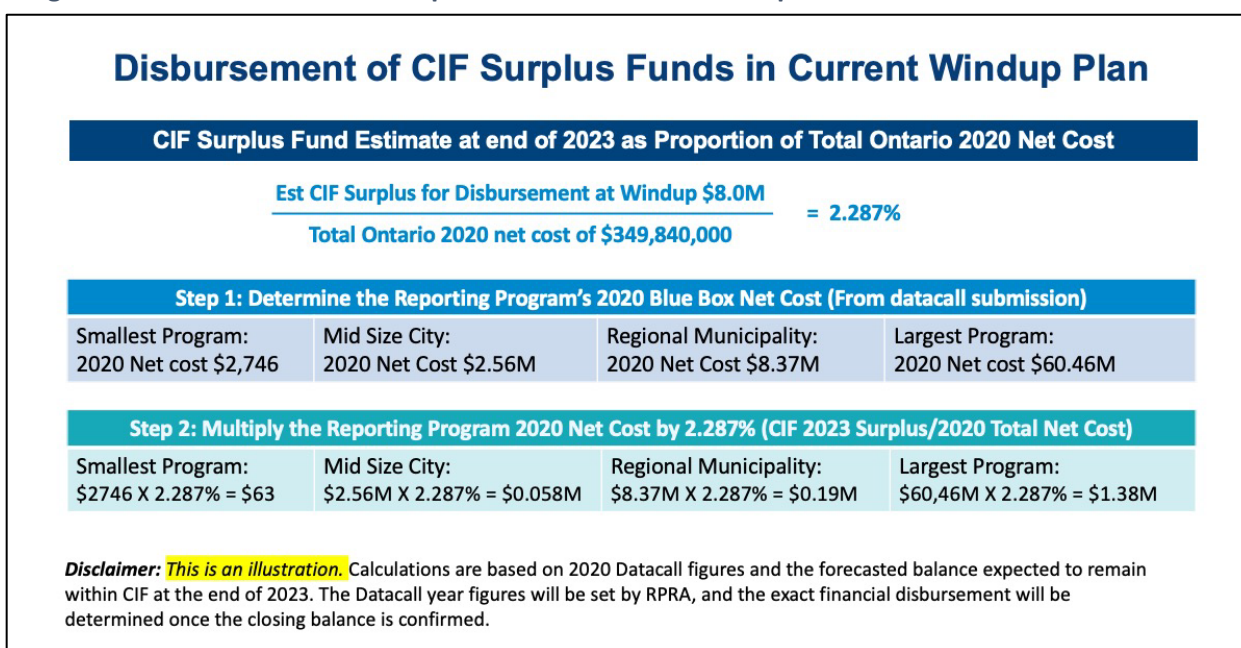 Disbursement of CIF Surplus Funds in Current Windup Plan
CIF Surplus Fund Estimate at end of 2023 as Proportion of Total Ontario 2020 Net Cost
Est CIF Surplus for Disbursement at Windup $8.0M
= 2.287%
Total Ontario 2020 net cost of $349,840,000
Step 1: Determine the Reporting Program's 2020 Blue Box Net Cost (From datacall submission)
Smallest Program:
2020 Net cost $2,746
Mid Size City:
2020 Net Cost $2.56M
Regional Municipality:
2020 Net Cost $8.37M
Largest Program:
2020 Net cost $60.46M
Step 2: Multiply the Reporting Program 2020 Net Cost by 2.287% (CIF 2023 Surplus/2020 Total Net Cost)
Smallest Program:
$2746 X 2.287% = $63
Mid Size City:
$2.56M X 2.287% = $0.058M
Regional Municipality:
$8.37M X 2.287% = $0.19M
Largest Program:
$60,46M X 2.287% = $1.38M
Disclaimer: This is an illustration. Calculations are based on 2020 Datacall figures and the forecasted balance expected to remain
within CIF at the end of 2023. The Datacall year figures will be set by RPRA, and the exact financial disbursement will be
determined once the closing balance is confirmed.